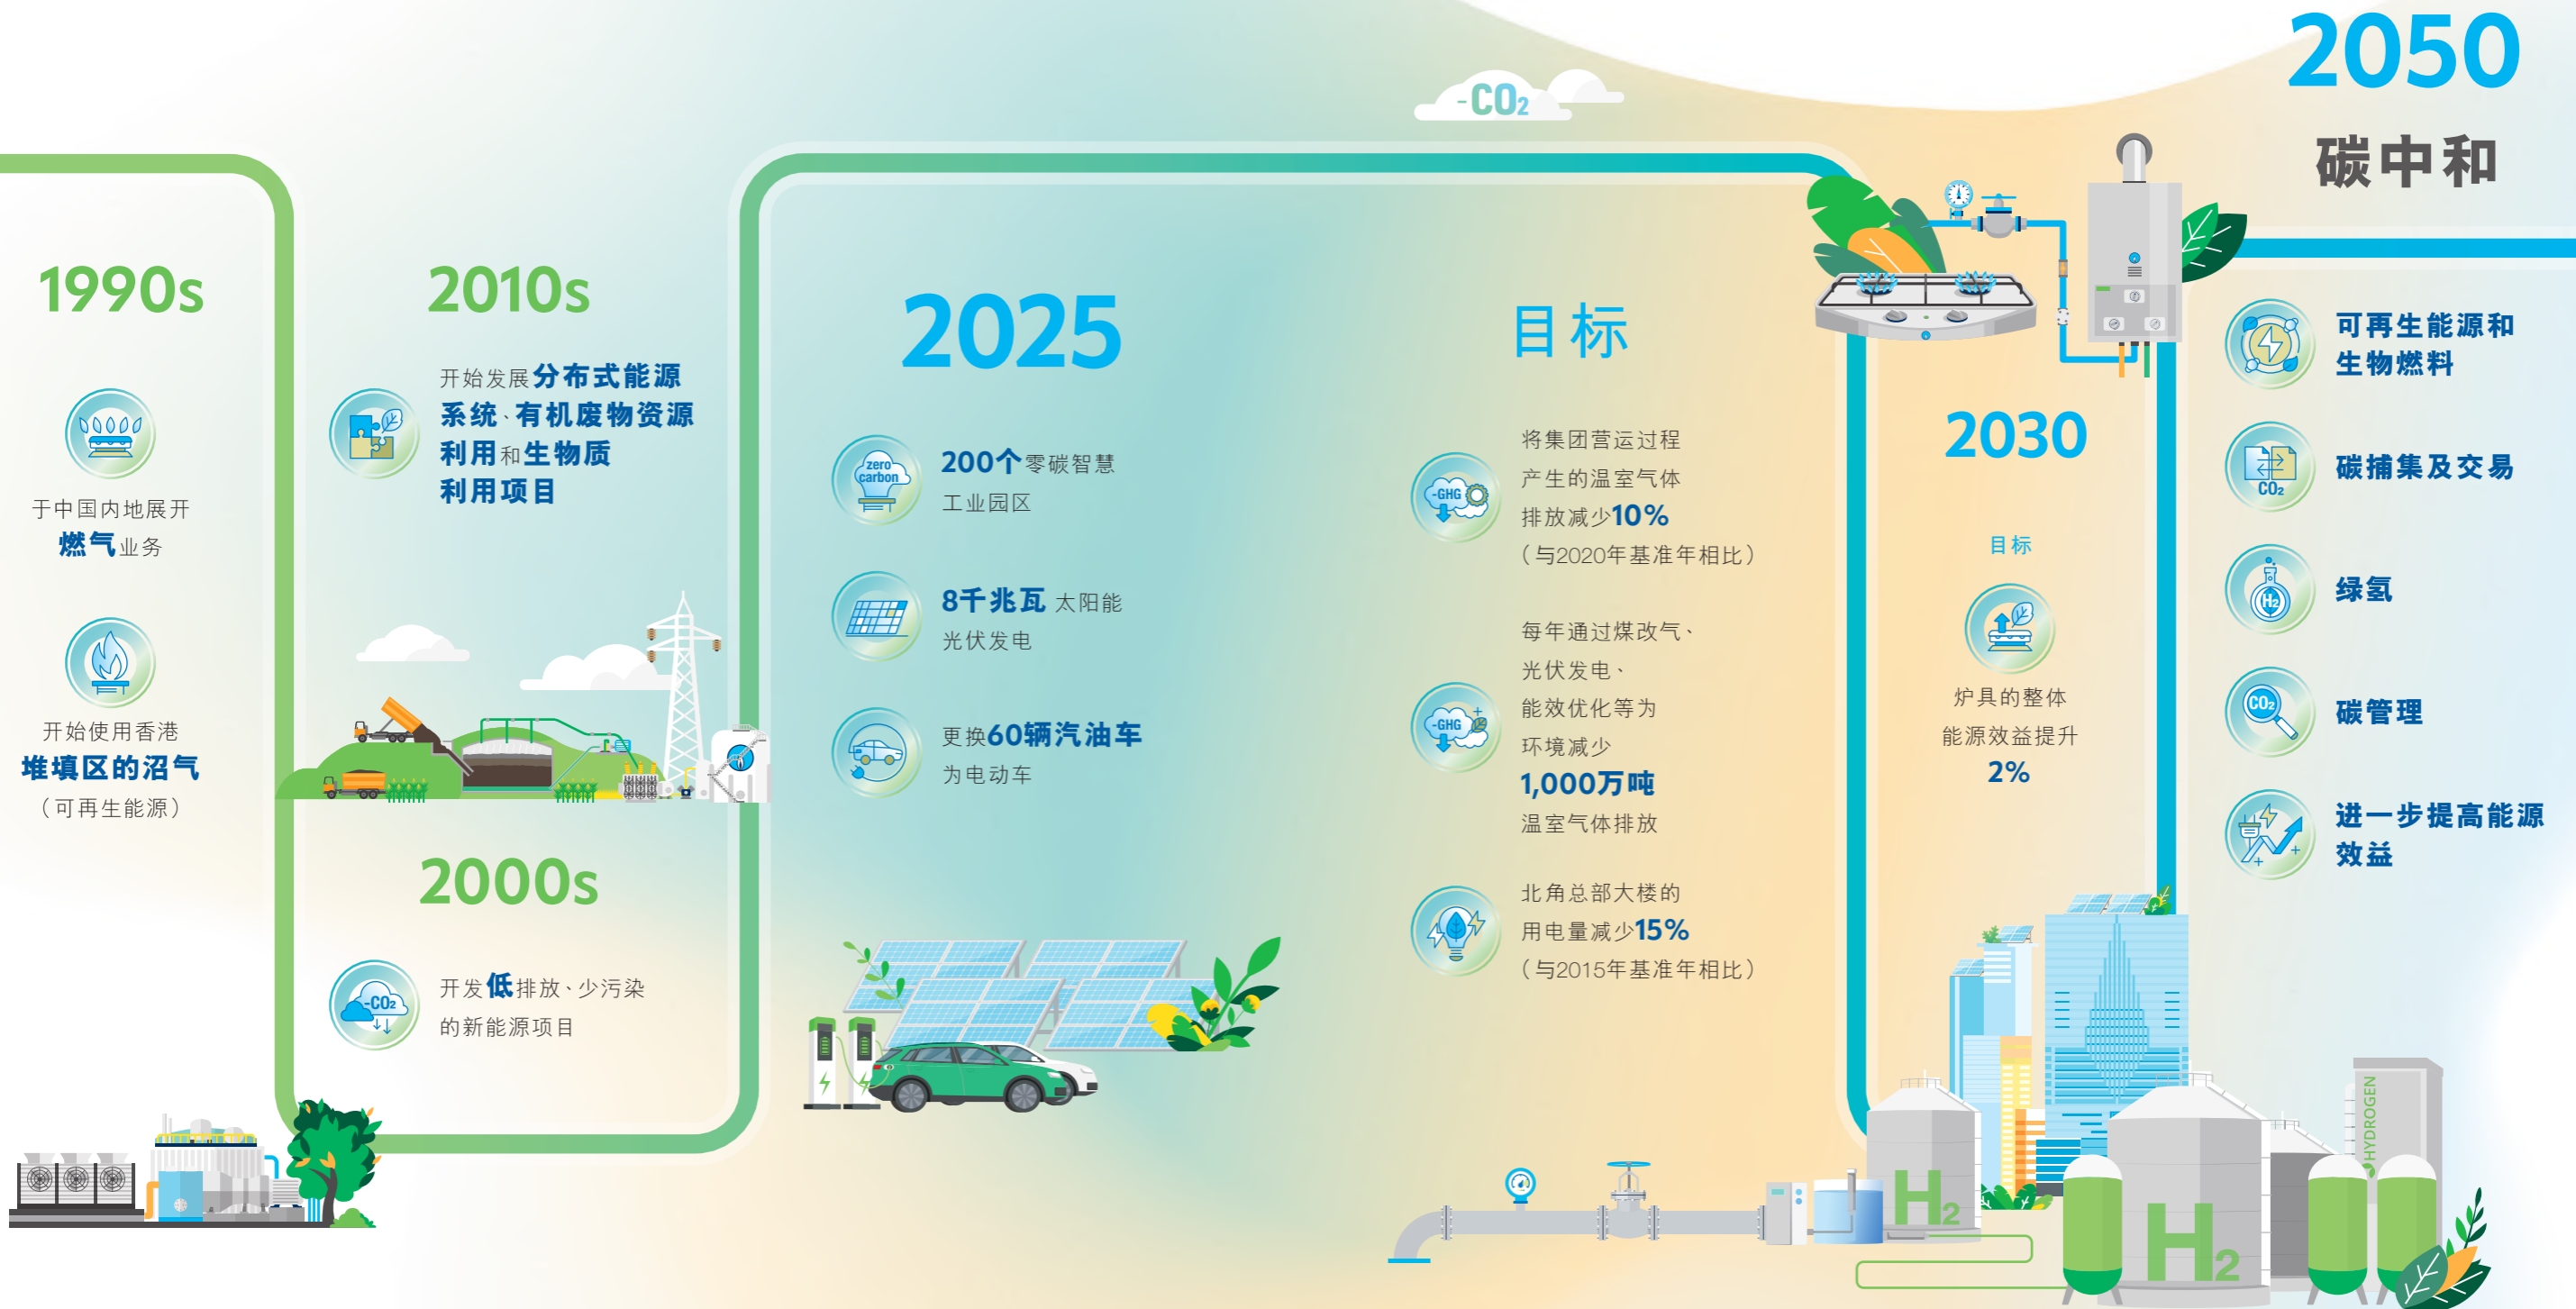 1990s
于中国内地展开
燃气业务
开始使用香港
堆填区的沼气
（可再生能源）
2000s
-CO₂
开发低排放、少污染
的新能源项目
2010s
开始发展分布式能源
系统、有机废物资源
利用和生物质
利用项目
2025
zero
carbon
200个零碳智慧
工业园区
8千兆瓦 太阳能
光伏发电
更换60辆汽油车
为电动车
-CO₂
目标
-GHG
将集团营运过程
产生的温室气体
排放减少10%
（与2020年基准年相比）
-GHG
每年通过煤改气、
光伏发电、
能效优化等为
环境减少
1,000万吨
温室气体排放
北角总部大楼的
用电量减少15%
（与2015年基准年相比）
2030
目标
炉具的整体
能源效益提升
2%
2050
碳中和
可再生能源和
生物燃料
CO₂
碳捕集及交易
H₂
绿氢
CO₂
碳管理
进一步提高能源
效益
H₂
H₂
HYDROGEN